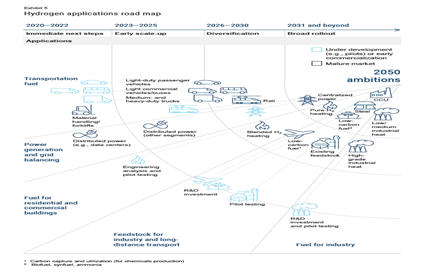 Exhibit 5
Hydrogen applications road map
2020–2022
2023–2025
2026–2030
2031 and beyond
Immediate next steps
Early scale-up
Diversification
Broad rollout
Applications
Under development
(e.g., pilots) or early
commercialization
Mature market
2050
ambitions
Transportation
fuel
Light-duty passenger
vehicles
Light commercial
vehicles/buses
Medium- and
heavy-duty trucks
Rail
Centralized
power
CCU
Steel
Material
handling/
forklifts
Distributed power
(other segments)
Pure H₂
heating
Low-
carbon
fuel²
Low/
medium
industrial
heat
Distributed power
(e.g., data centers)
Blended H₂
heating
Power
generation
and grid
balancing
Low-
carbon
fuel²
Existing
feedstock
High-
grade
industrial
heat
Engineering
analysis and
pilot testing
Fuel for
residential and
commercial
buildings
R&D
investment
Pilot testing
R&D
investment
and pilot testing
Feedstock for
industry and long-
distance transport
Fuel for industry
¹ Carbon capture and utilization (for chemicals production)
² Biofuel, synfuel, ammonia